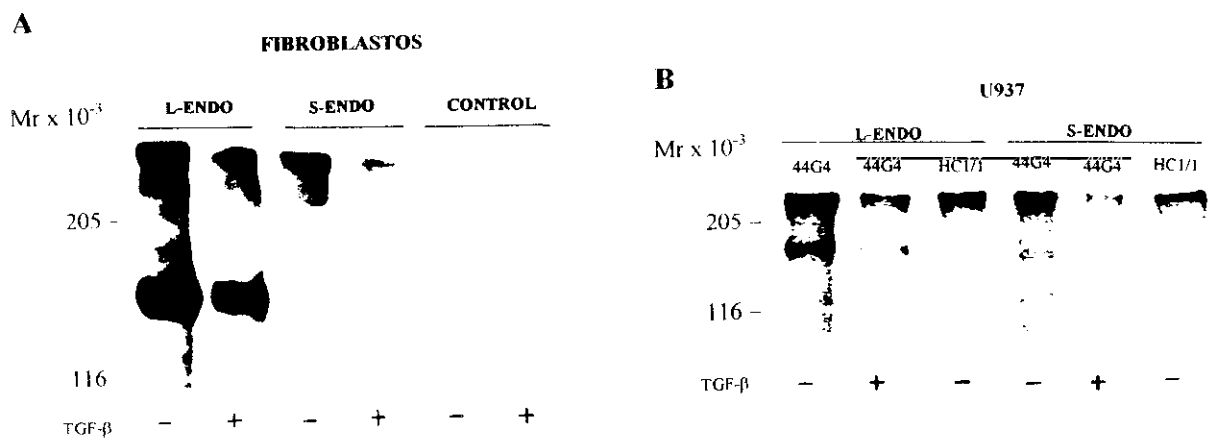 A
FIBROBLASTOS
L-ENDO S-ENDO CONTROL
Mr x 10⁻³
205 –
116
TGF-β – + – + – +
B
U937
L-ENDO S-ENDO
Mr x 10⁻³
44G4 44G4 HC1/1 44G4 44G4 HC1/1
205 –
116 –
TGF-β – + – – + –